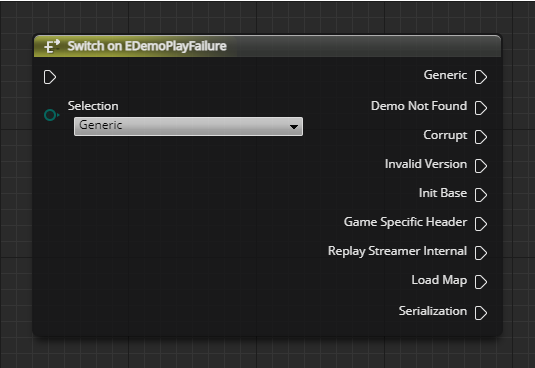 Switch on EDemoPlayFailure
Generic
Selection
Demo Not Found
Generic
Corrupt
Invalid Version
Init Base
Game Specific Header
Replay Streamer Internal
Load Map
Serialization